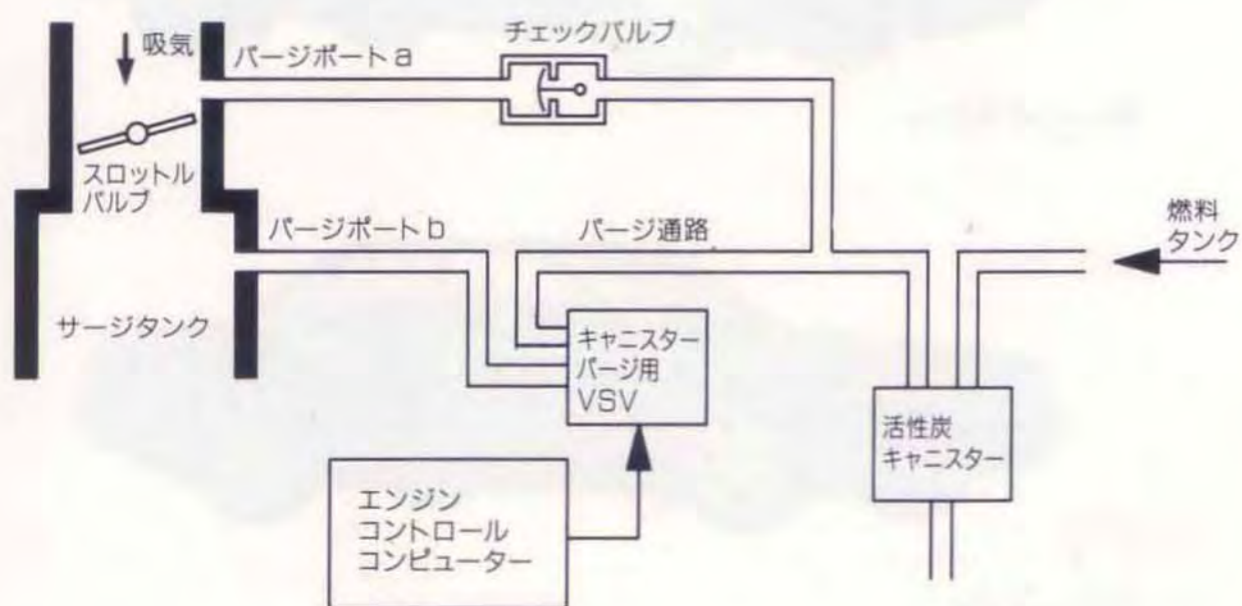 吸気
パージポートa
チェックバルブ
スロットル
バルブ
パージポートb
パージ通路
燃料
タンク
サージタンク
キャニスター
パージ用
VSV
活性炭
キャニスター
エンジン
コントロール
コンピューター